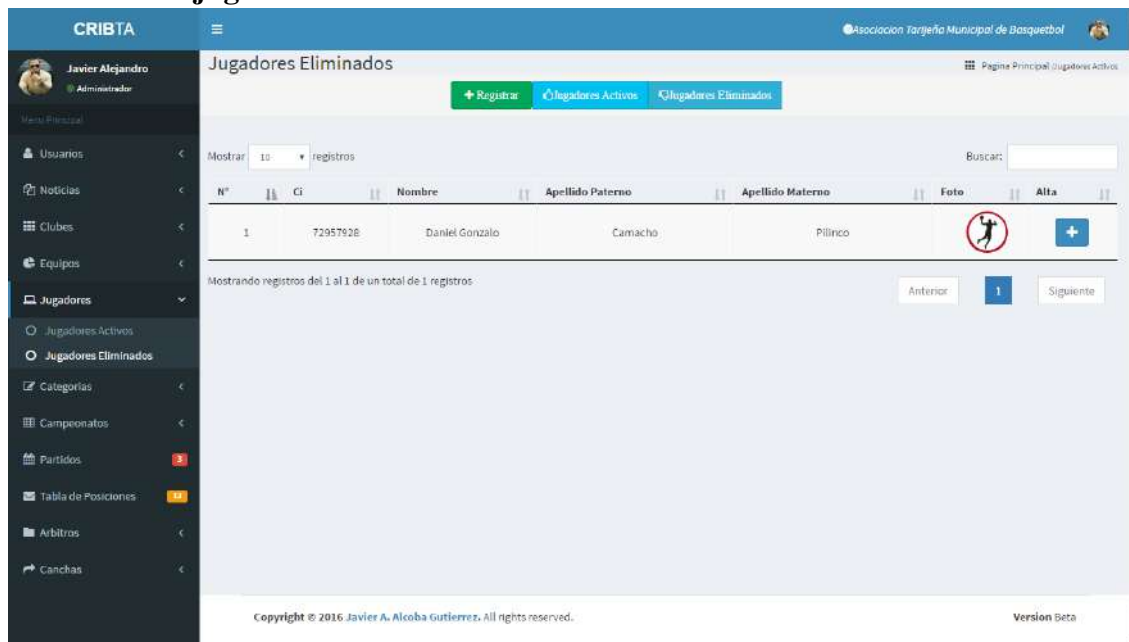 CRIBTA
Asociacion Tarijeña Municipal de Basquetbol
Javier Alejandro
Administrador
Menu Principal
Jugadores Eliminados
Pagina Principal Jugadores Activos
Registrar
Jugadores Activos
Jugadores Eliminados
Usuarios
Noticias
Clubes
Equipos
Jugadores
Jugadores Activos
Jugadores Eliminados
Categorias
Campeonatos
Partidos 3
Tabla de Posiciones 12
Arbitros
Canchas
Mostrar 10 registros
Buscar:
N° Ci Nombre Apellido Paterno Apellido Materno Foto Alta
1 72957928 Daniel Gonzalo Camacho Pilinco
Mostrando registros del 1 al 1 de un total de 1 registros
Anterior 1 Siguiente
Copyright © 2016 Javier A. Alcoba Gutierrez. All rights reserved.
Version Beta